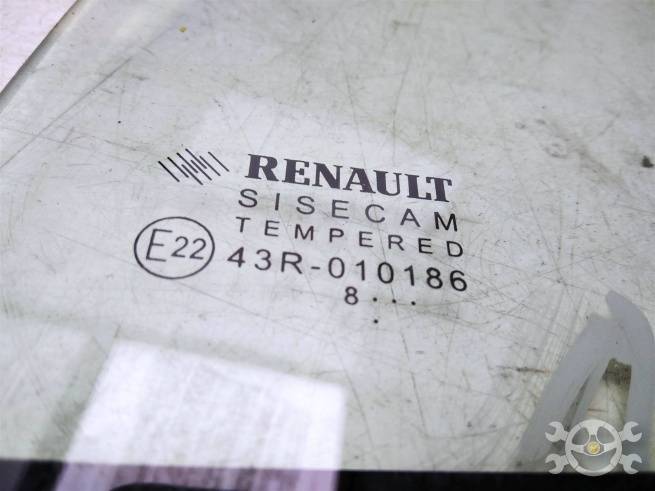 RENAULT
SISECAM
TEMPERED
E22 43R-010186
8...
.